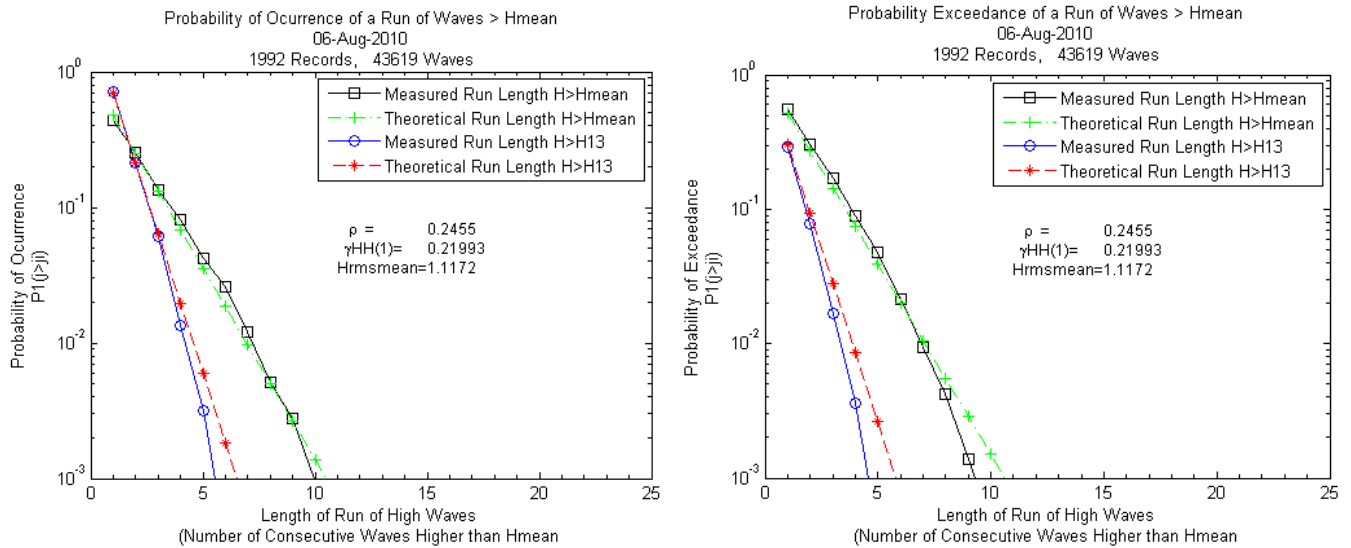 Probability of Ocurrence of a Run of Waves > Hmean
06-Aug-2010
1992 Records, 43619 Waves
10^0
10^-1
10^-2
10^-3
Probability of Ocurrrence
P1(j>ji)
Measured Run Length H>Hmean
Theoretical Run Length H>Hmean
Measured Run Length H>H13
Theoretical Run Length H>H13
ρ = 0.2455
γHH(1)= 0.21993
Hrmsmean=1.1172
0 5 10 15 20 25
Length of Run of High Waves
(Number of Consecutive Waves Higher than Hmean
Probability Exceedance of a Run of Waves > Hmean
06-Aug-2010
1992 Records, 43619 Waves
10^0
10^-1
10^-2
10^-3
Probability of Exceedance
P1(j>ji)
Measured Run Length H>Hmean
Theoretical Run Length H>Hmean
Measured Run Length H>H13
Theoretical Run Length H>H13
ρ = 0.2455
γHH(1)= 0.21993
Hrmsmean=1.1172
0 5 10 15 20 25
Length of Run of High Waves
(Number of Consecutive Waves Higher than Hmean